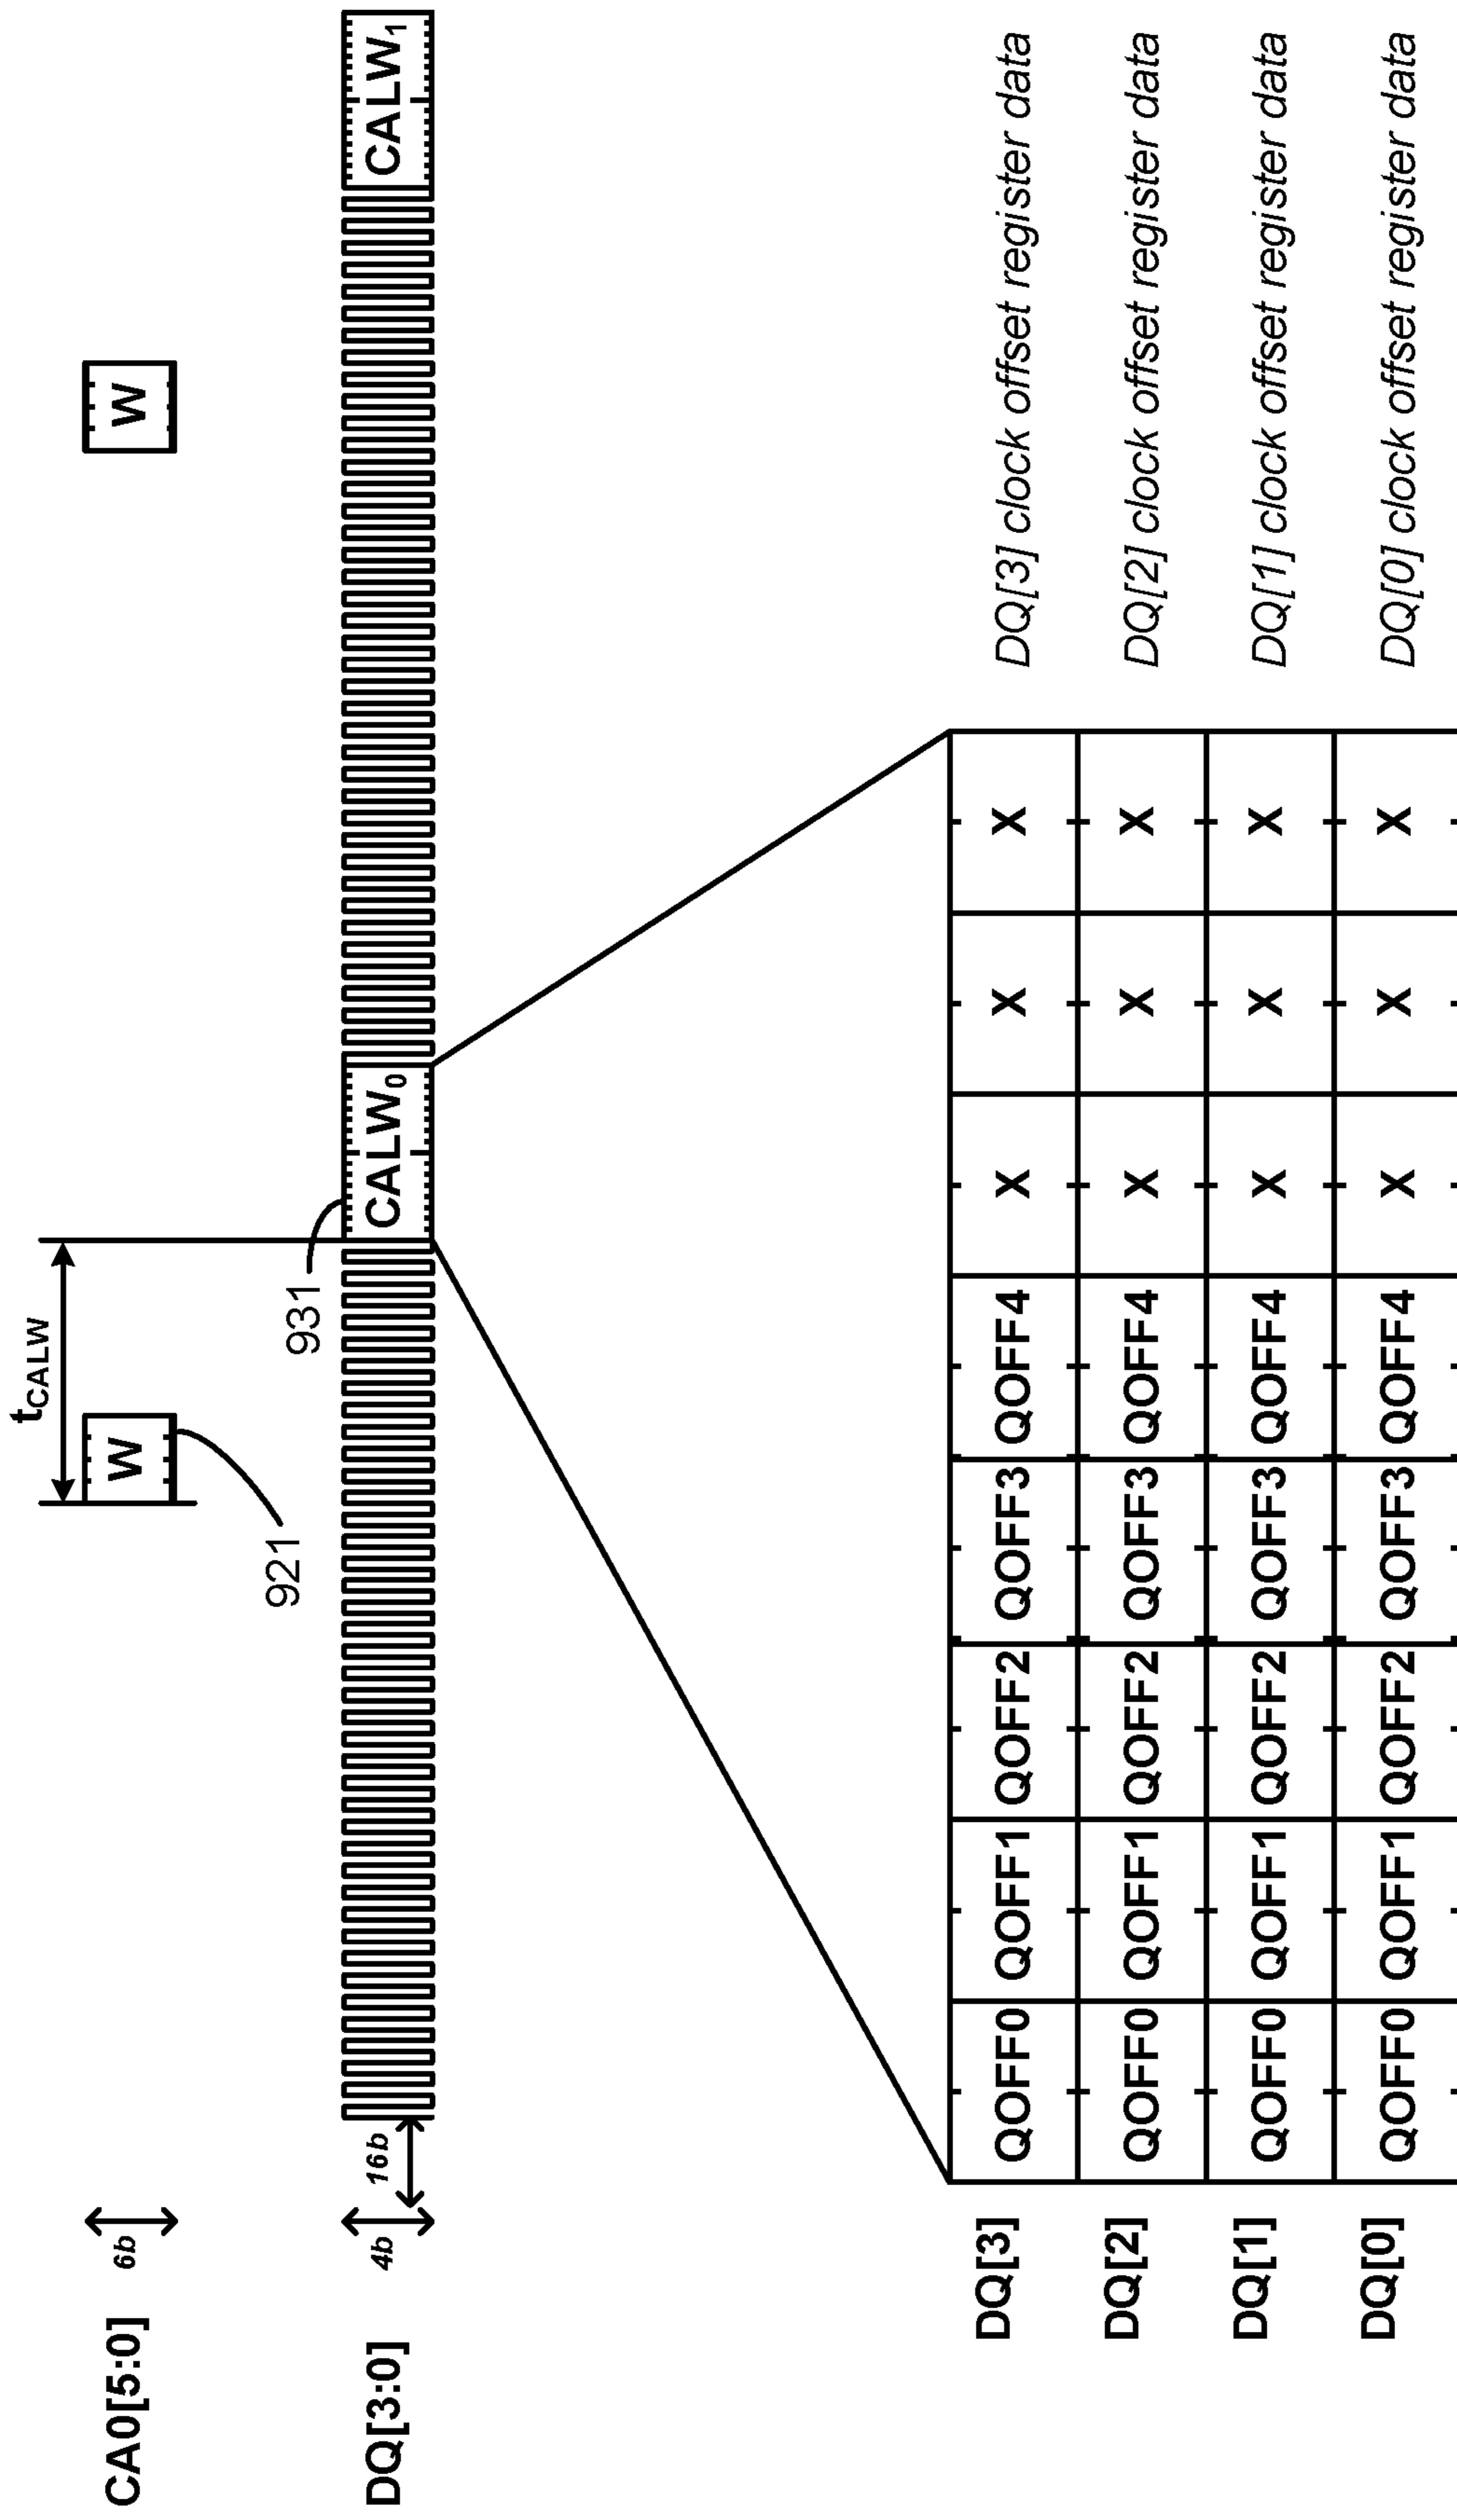 t CALW
CA0[5:0] 6b W W
921
931
DQ[3:0] 4b 16b CALW0 CALW1
DQ[3] QOFF0 QOFF1 QOFF2 QOFF3 QOFF4 X X X DQ[3] clock offset register data
DQ[2] QOFF0 QOFF1 QOFF2 QOFF3 QOFF4 X X X DQ[2] clock offset register data
DQ[1] QOFF0 QOFF1 QOFF2 QOFF3 QOFF4 X X X DQ[1] clock offset register data
DQ[0] QOFF0 QOFF1 QOFF2 QOFF3 QOFF4 X X X DQ[0] clock offset register data